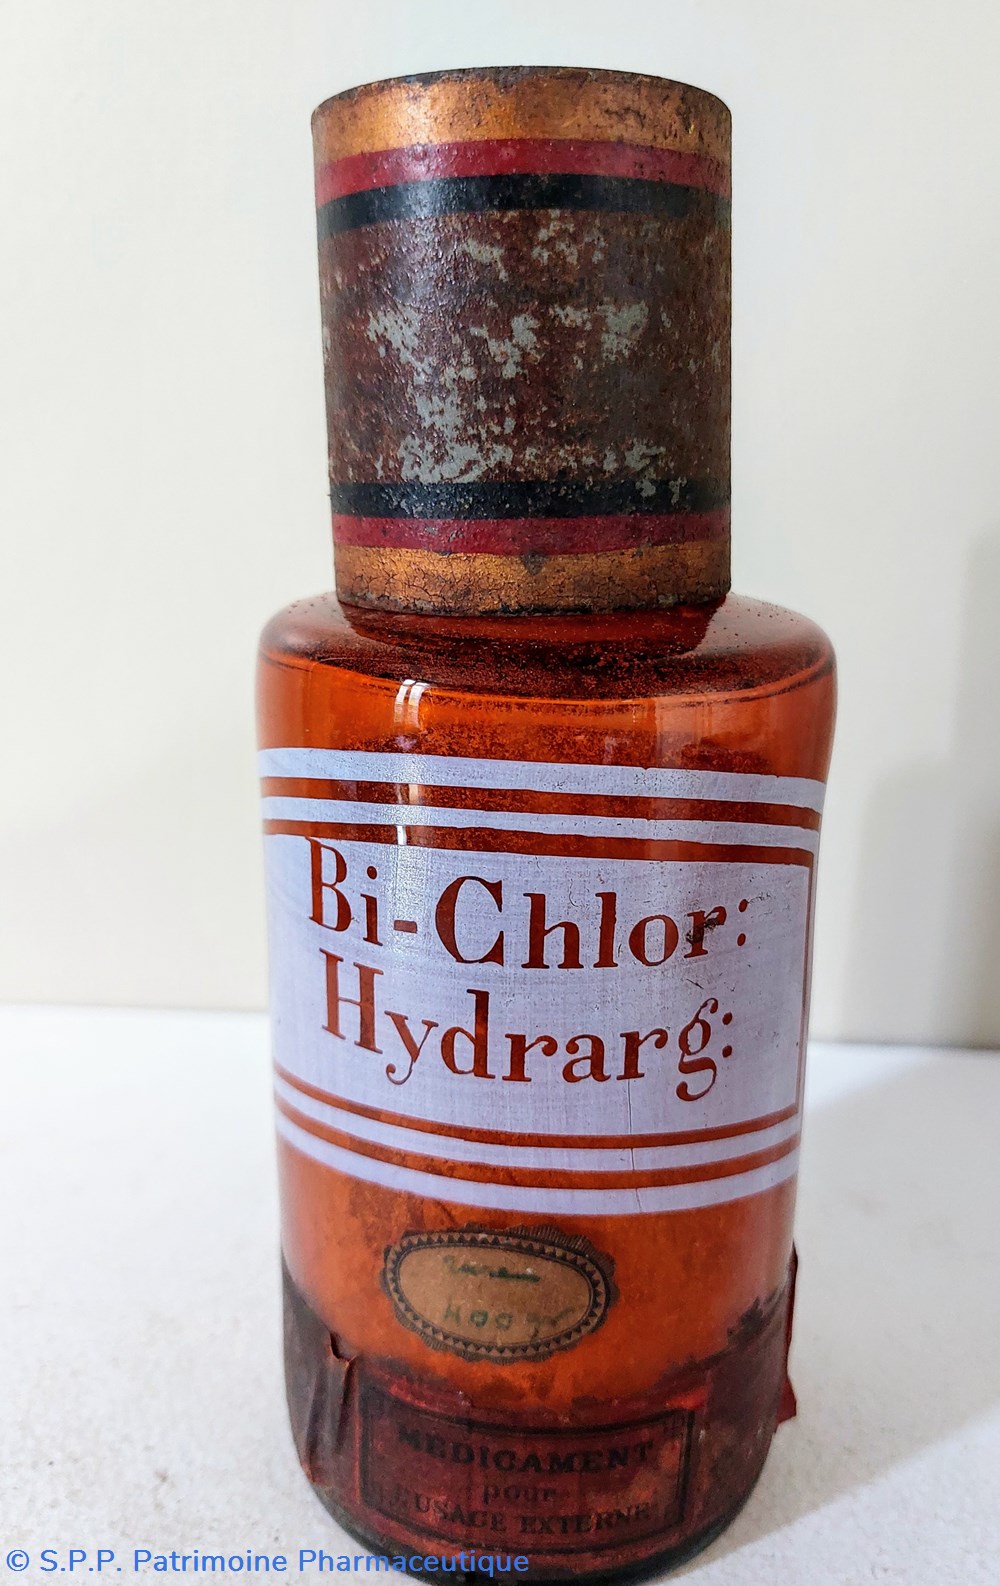 Bi-Chlor:
Hydrarg:
MEDICAMENT
pour
L'USAGE EXTERNE
© S.P.P. Patrimoine Pharmaceutique